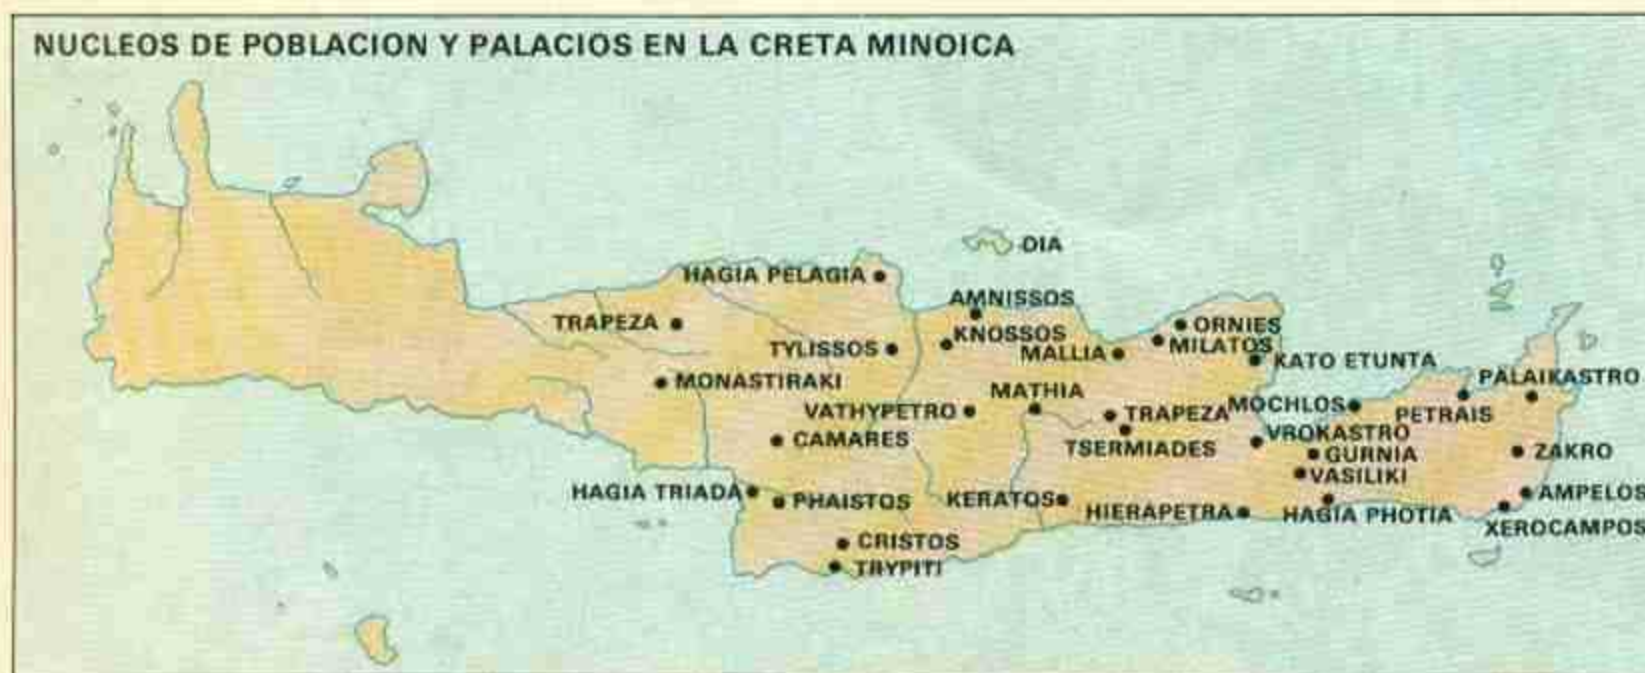 NUCLEOS DE POBLACION Y PALACIOS EN LA CRETA MINOICA
DIA
HAGIA PELAGIA
AMNISSOS
TRAPEZA
KNOSSOS
ORNIES
TYLISSOS
MALLIA
MILATOS
KATO ETUNTA
MONASTIRAKI
MATHIA
PALAIKASTRO
VATHYPETRO
TRAPEZA
MOCHLOS
PETRAIS
CAMARES
TSERMIADES
VROKASTRO
GURNIA
ZAKRO
VASILIKI
HAGIA TRIADA
PHAISTOS
KERATOS
HIERAPETRA
HAGIA PHOTIA
AMPELOS
XEROCAMPOS
CRISTOS
TRYPITI